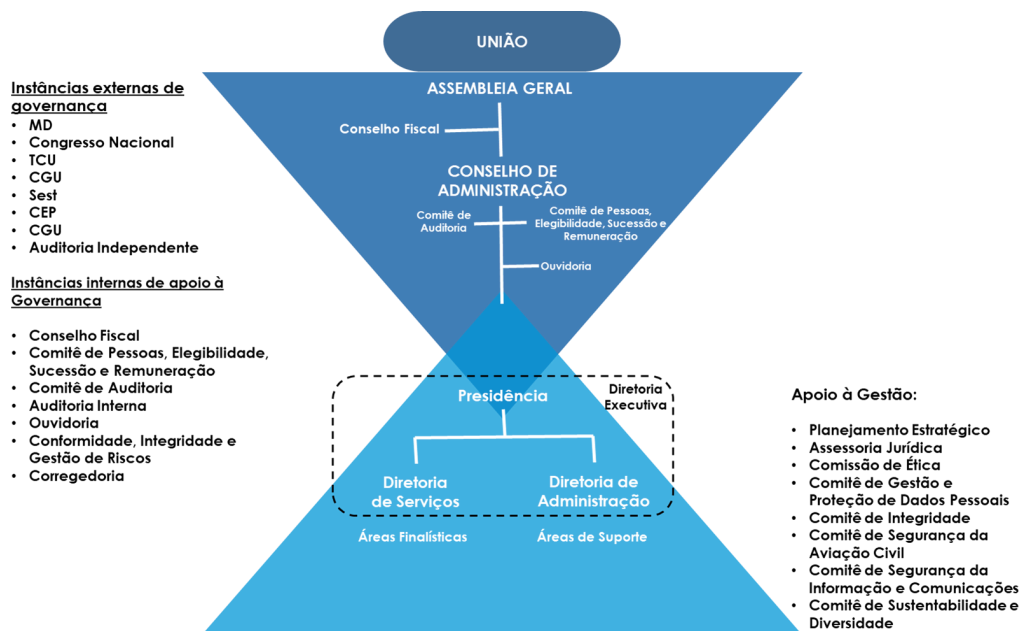 UNIÃO
ASSEMBLEIA GERAL
Conselho Fiscal
CONSELHO DE
ADMINISTRAÇÃO
Comitê de
Auditoria
Comitê de Pessoas,
Elegibilidade, Sucessão e
Remuneração
Ouvidoria
Presidência
Diretoria
Executiva
Diretoria
de Serviços
Diretoria de
Administração
Áreas Finalísticas
Áreas de Suporte
Instâncias externas de
governança
• MD
• Congresso Nacional
• TCU
• CGU
• Sest
• CEP
• CGU
• Auditoria Independente
Instâncias internas de apoio à
Governança
• Conselho Fiscal
• Comitê de Pessoas, Elegibilidade,
Sucessão e Remuneração
• Comitê de Auditoria
• Auditoria Interna
• Ouvidoria
• Conformidade, Integridade e
Gestão de Riscos
• Corregedoria
Apoio à Gestão:
• Planejamento Estratégico
• Assessoria Jurídica
• Comissão de Ética
• Comitê de Gestão e
Proteção de Dados Pessoais
• Comitê de Integridade
• Comitê de Segurança da
Aviação Civil
• Comitê de Segurança da
Informação e Comunicações
• Comitê de Sustentabilidade e
Diversidade